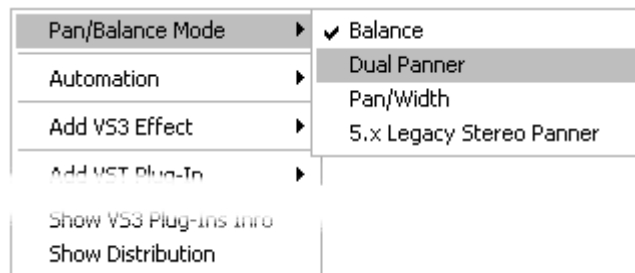 Pan/Balance Mode
Balance
Dual Panner
Pan/Width
5.x Legacy Stereo Panner
Automation
Add VS3 Effect
Add VST Plug-In
Show VS3 Plug-Ins Info
Show Distribution